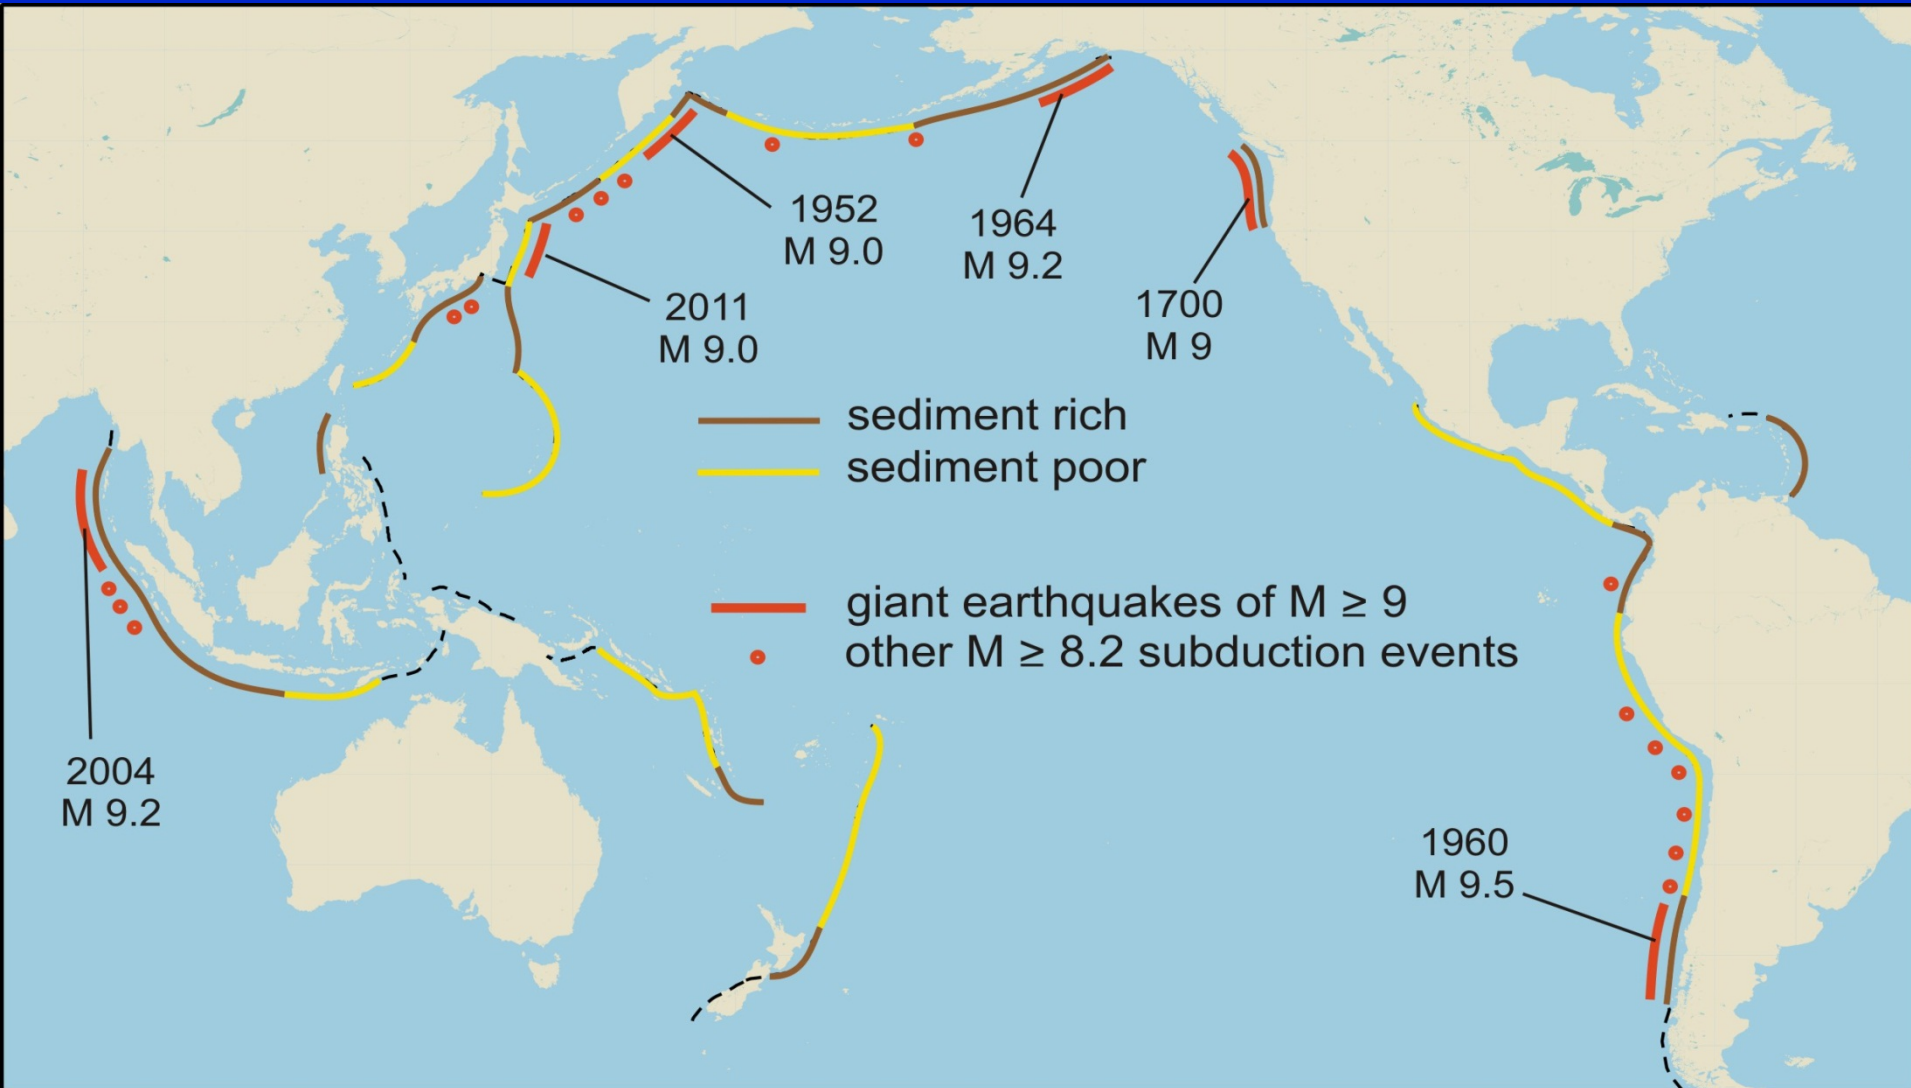 1952
M 9.0
1964
M 9.2
1700
M 9
2011
M 9.0
sediment rich
sediment poor
giant earthquakes of M ≥ 9
other M ≥ 8.2 subduction events
2004
M 9.2
1960
M 9.5